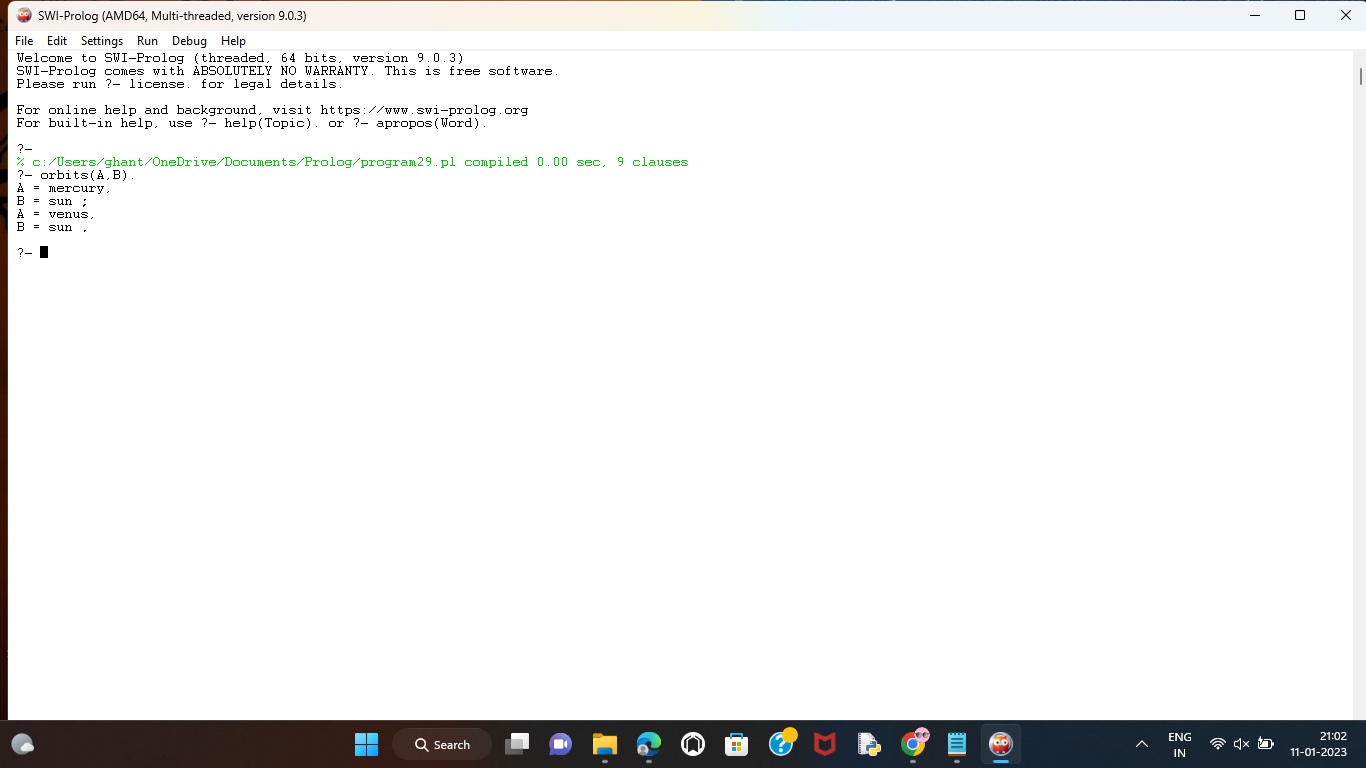 SWI-Prolog (AMD64, Multi-threaded, version 9.0.3)
File Edit Settings Run Debug Help
Welcome to SWI-Prolog (threaded, 64 bits, version 9.0.3)
SWI-Prolog comes with ABSOLUTELY NO WARRANTY. This is free software.
Please run ?- license. for legal details.
For online help and background, visit https://www.swi-prolog.org
For built-in help, use ?- help(Topic). or ?- apropos(Word).
?-
% c:/Users/ghant/OneDrive/Documents/Prolog/program29.pl compiled 0.00 sec, 9 clauses
?- orbits(A,B).
A = mercury,
B = sun ;
A = venus,
B = sun .
?-
Search
ENG
IN
21:02
11-01-2023